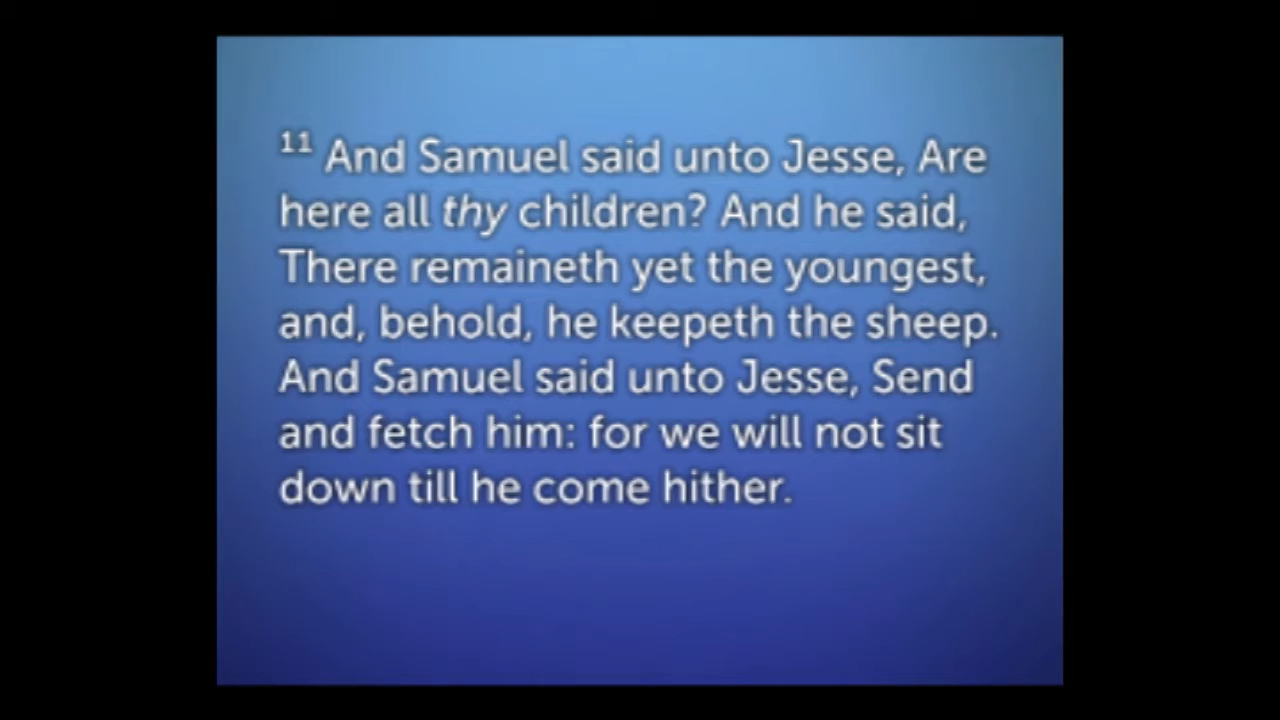 11 And Samuel said unto Jesse, Are
here all thy children? And he said,
There remaineth yet the youngest,
and, behold, he keepeth the sheep.
And Samuel said unto Jesse, Send
and fetch him: for we will not sit
down till he come hither.